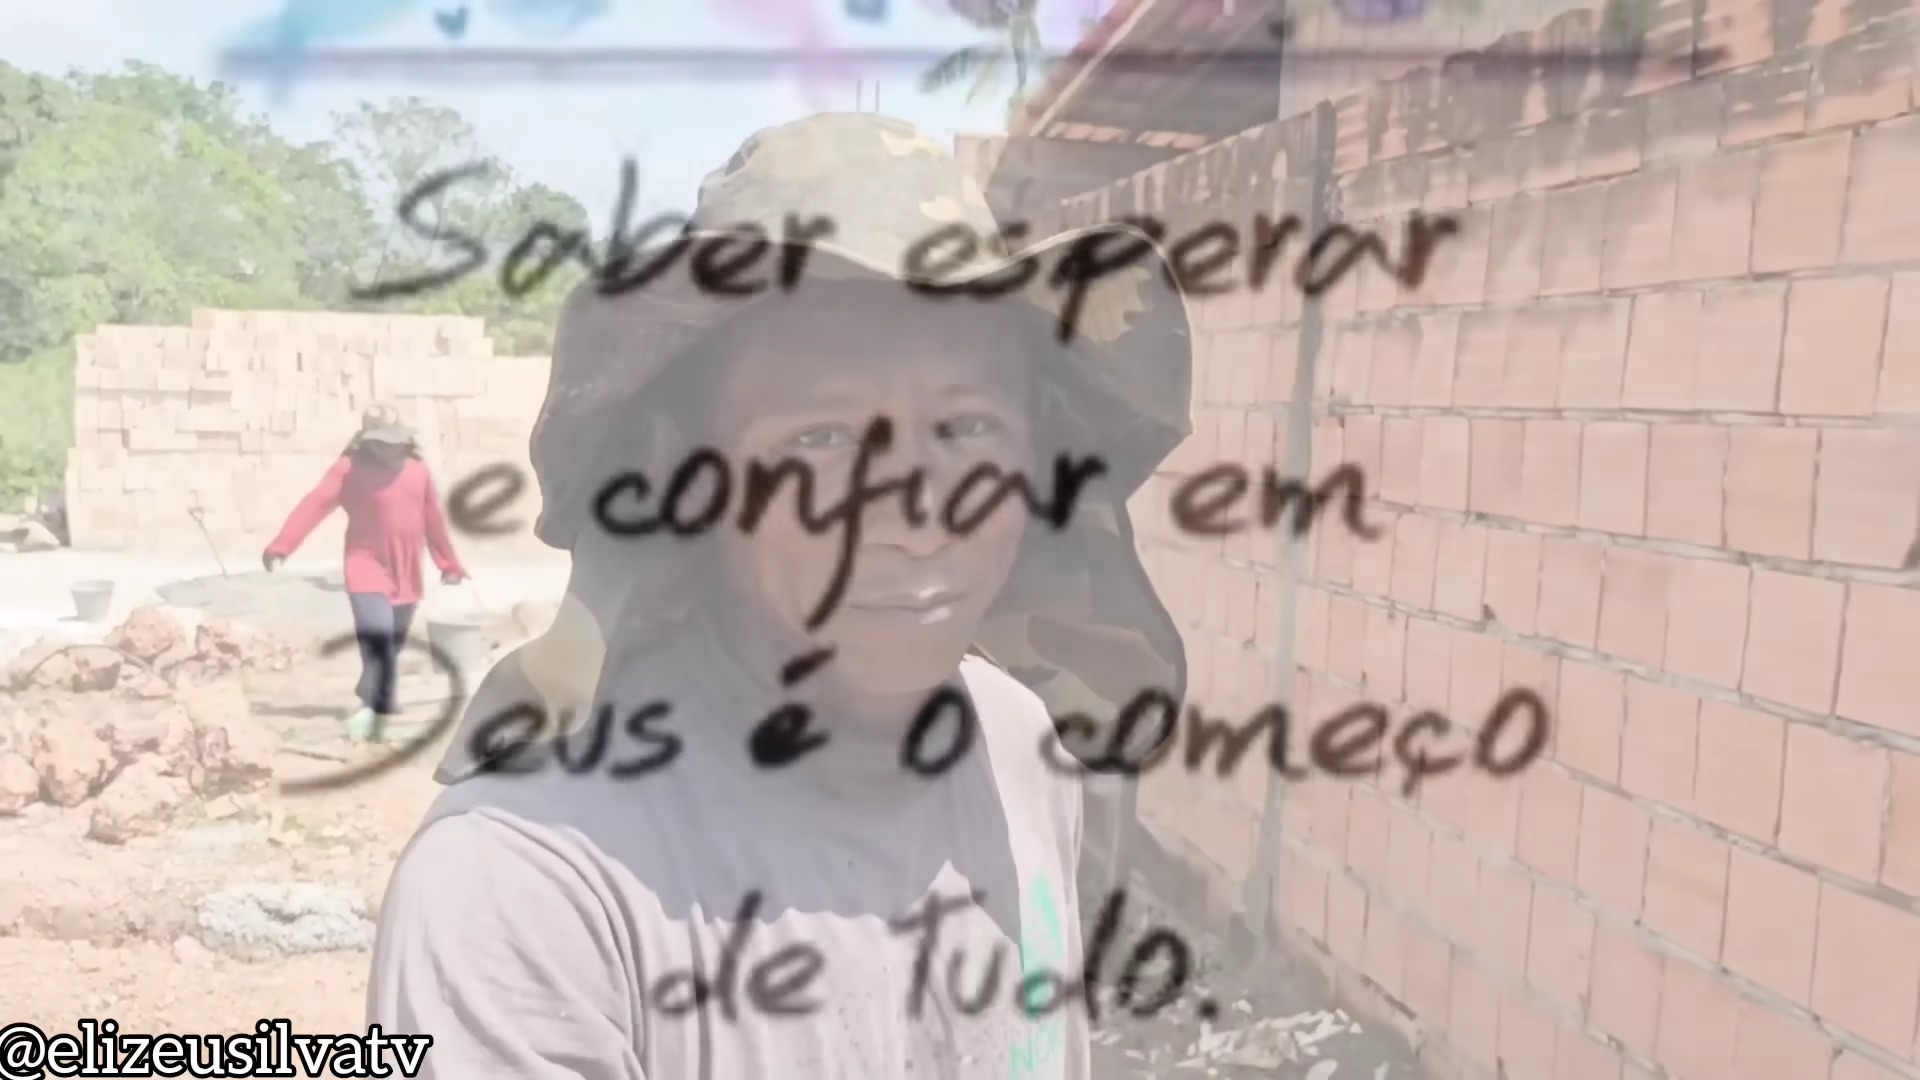 Saber esperar
e confiar em
Deus é o começo
de tudo.
@elizeusilvatv